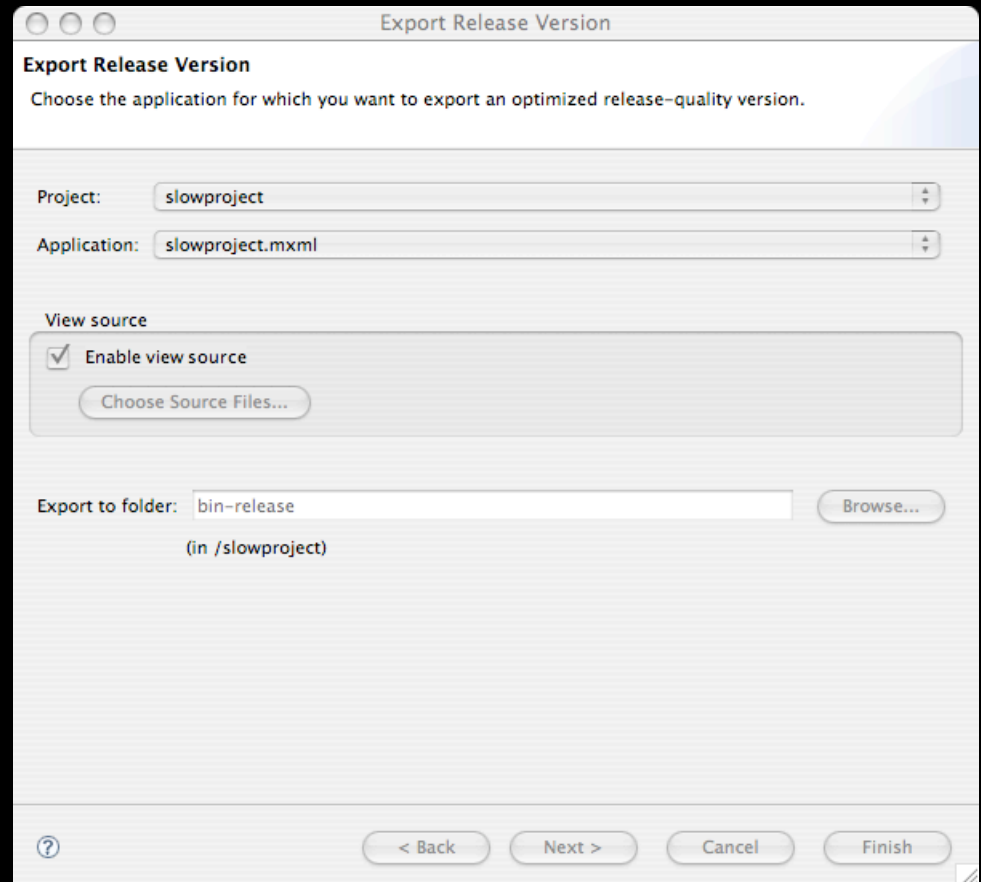 Export Release Version
Export Release Version
Choose the application for which you want to export an optimized release-quality version.
Project: slowproject
Application: slowproject.mxml
View source
Enable view source
Choose Source Files...
Export to folder: bin-release Browse...
(in /slowproject)
? < Back Next > Cancel Finish